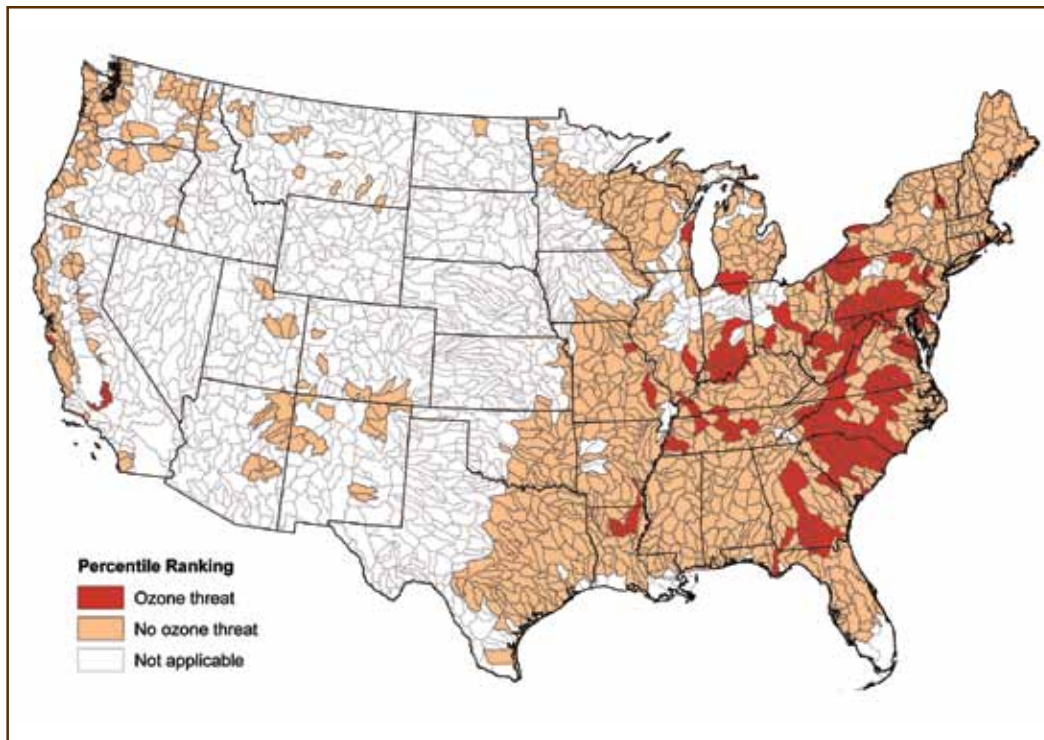 Percentile Ranking
Ozone threat
No ozone threat
Not applicable